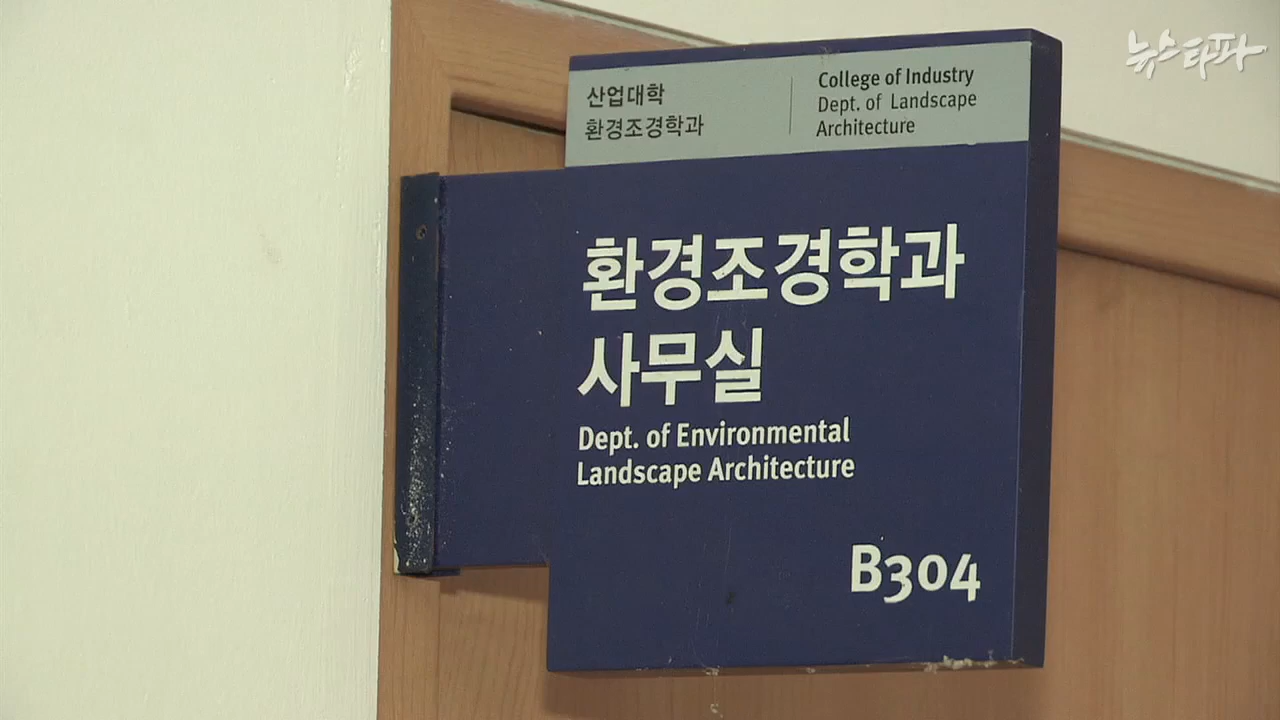 뉴스타파
산업대학
환경조경학과
College of Industry
Dept. of Landscape
Architecture
환경조경학과
사무실
Dept. of Environmental
Landscape Architecture
B304